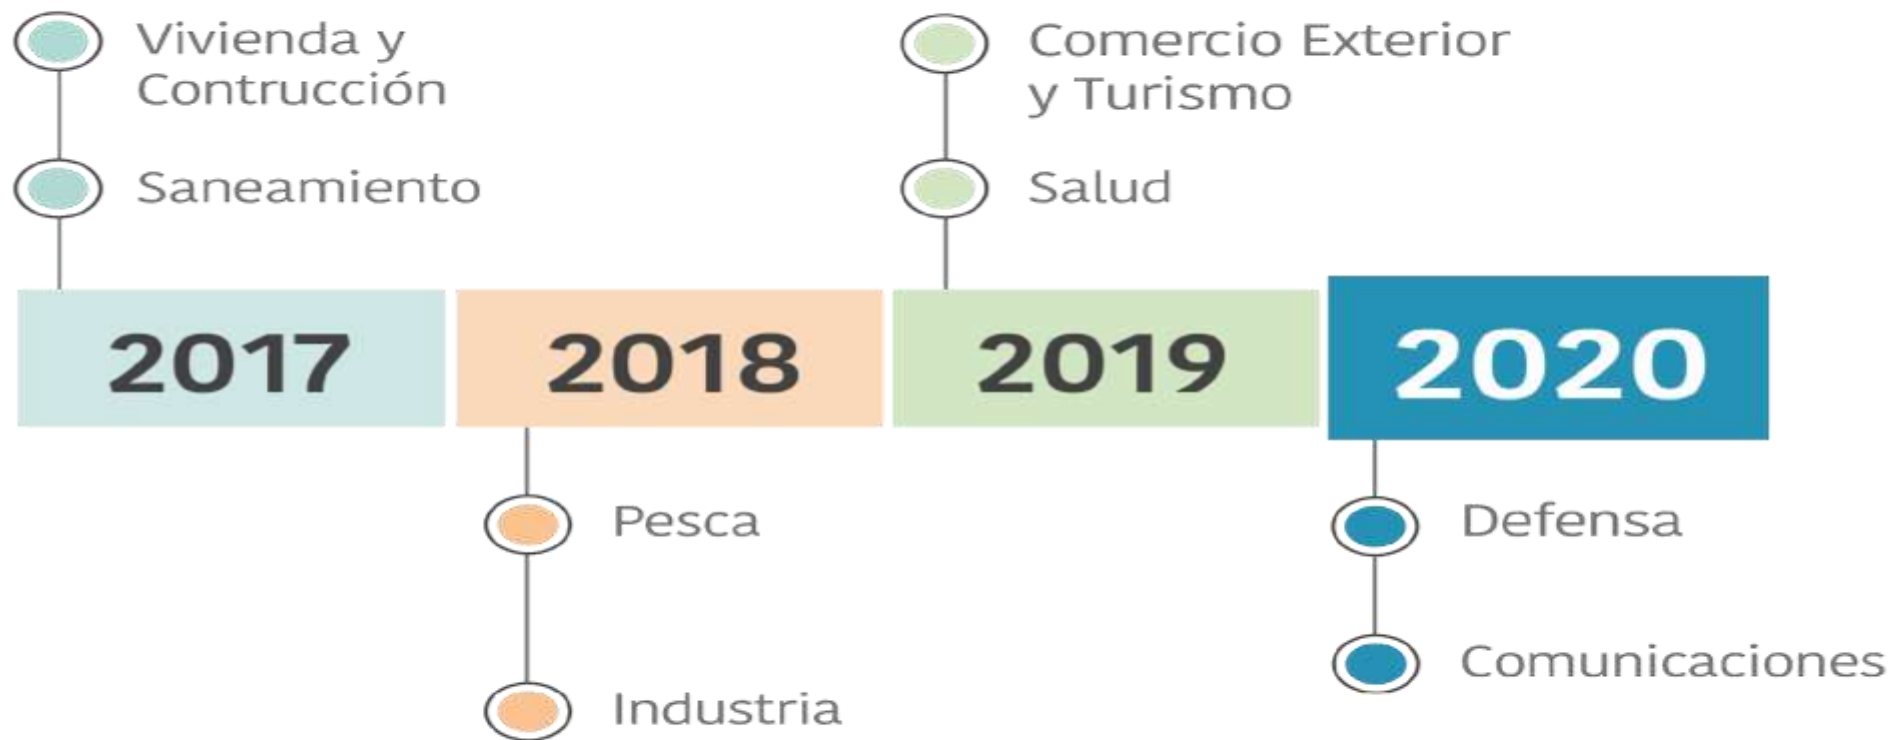 Vivienda y
Contrucción
Saneamiento
Comercio Exterior
y Turismo
Salud
2017
2018
2019
2020
Pesca
Industria
Defensa
Comunicaciones